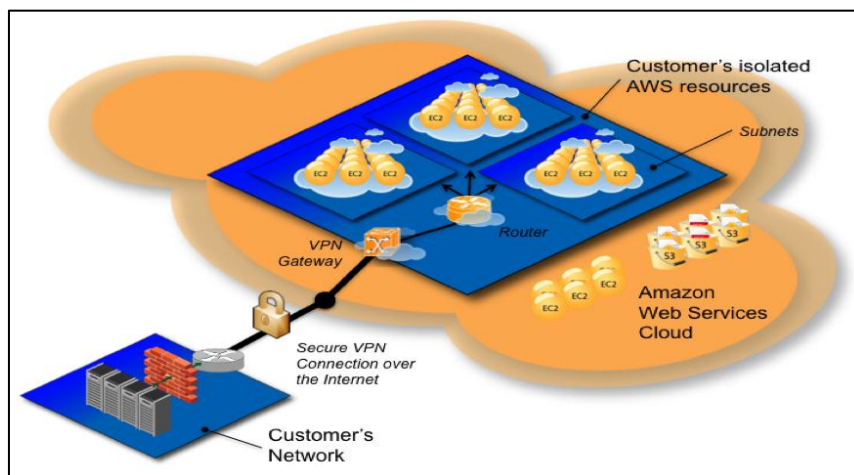 Customer's isolated
AWS resources
Subnets
EC2 EC2 EC2
EC2 EC2 EC2
EC2 EC2 EC2
Router
VPN
Gateway
S3
S3
S3
EC2
EC2
EC2
Amazon
Web Services
Cloud
Secure VPN
Connection over
the Internet
Customer's
Network